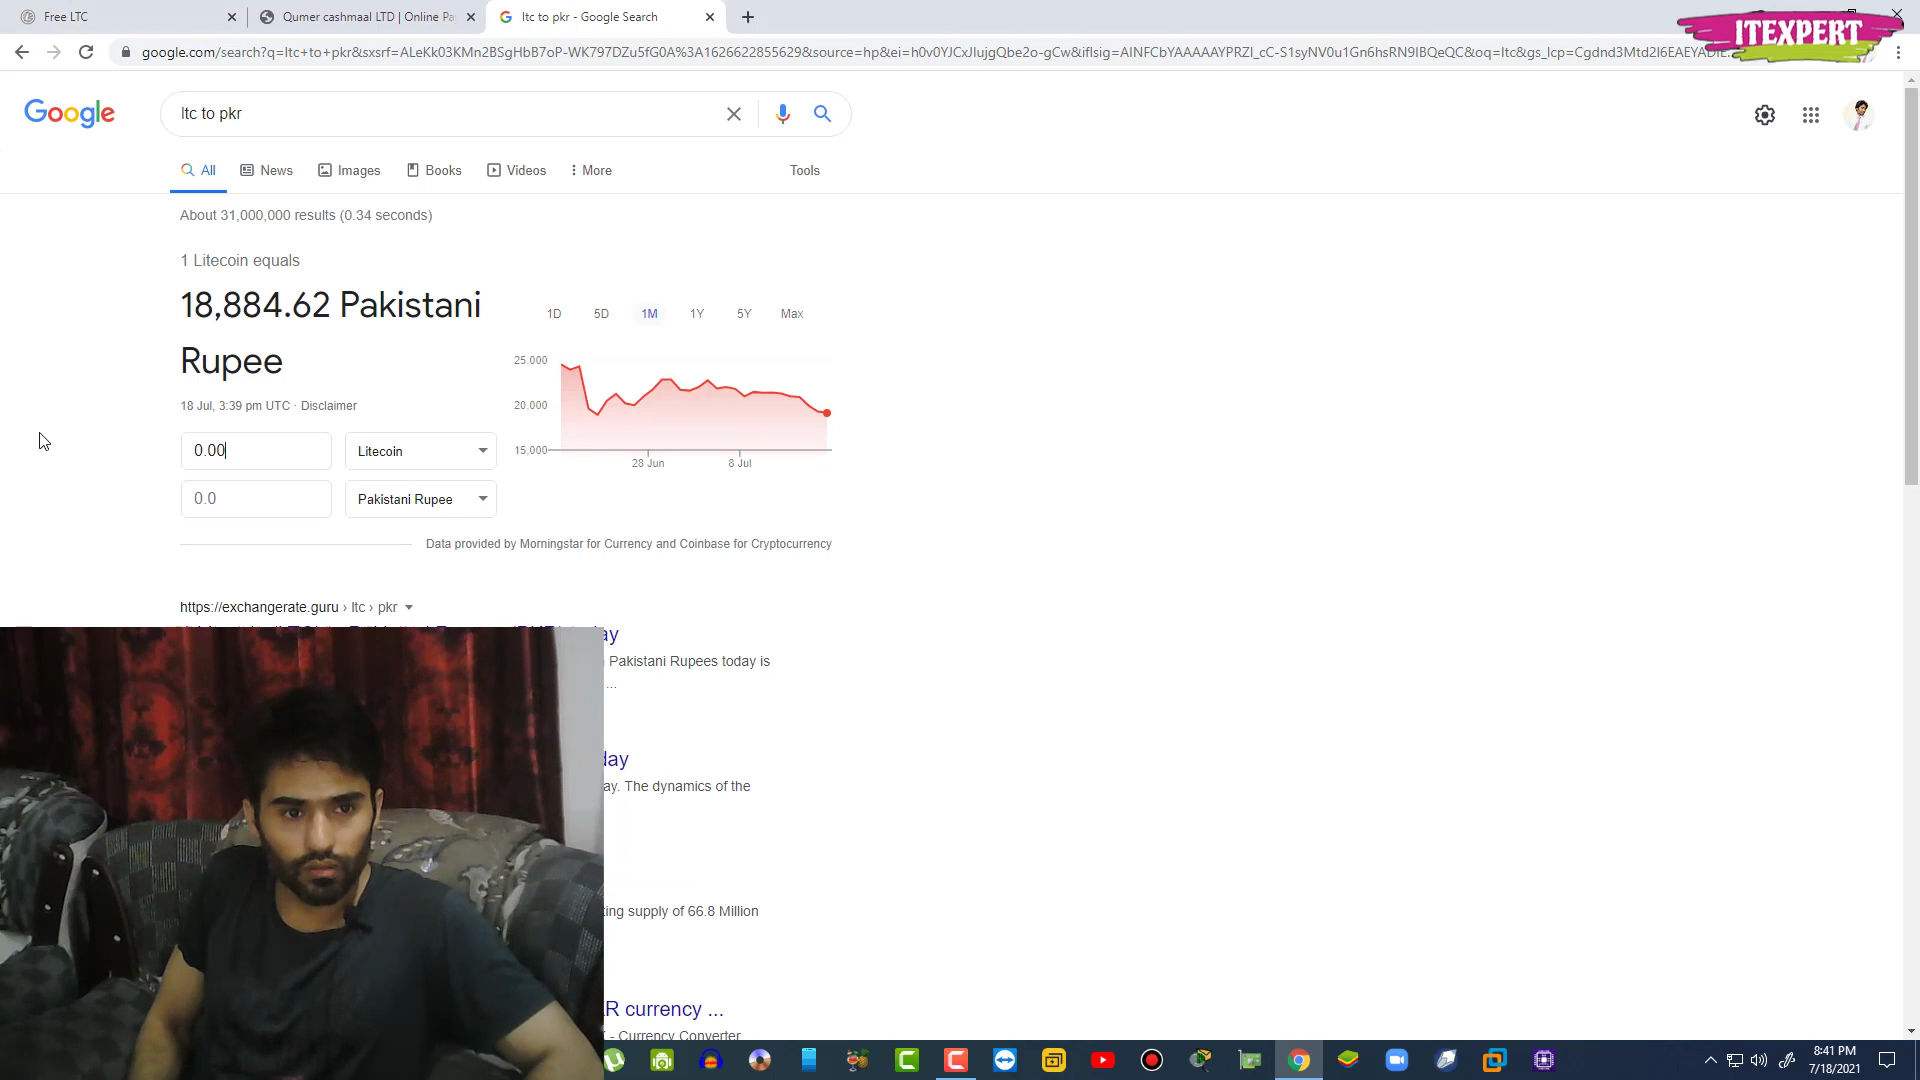 Free LTC
Qumer cashmaal LTD | Online Pa
ltc to pkr - Google Search
ITEXPERT
google.com/search?q=ltc+to+pkr&sxsrf=ALeKk03KMn2BSgHbB7oP-WK797DZu5fG0A%3A1626622855629&source=hp&ei=h0v0YJCxJIujgQbe2o-gCw&iflsig=AINFCbYAAAAAYPRZl_cC-S1syNV0u1Gn6hsRN9IBQeQC&oq=ltc&gs_lcp=Cgdnd3Mtd2l6EAEYADIE...
Google
ltc to pkr
All News Images Books Videos More Tools
About 31,000,000 results (0.34 seconds)
1 Litecoin equals
18,884.62 Pakistani
Rupee
1D 5D 1M 1Y 5Y Max
25,000
20,000
15,000
28 Jun 8 Jul
18 Jul, 3:39 pm UTC · Disclaimer
0.00 Litecoin
0.0 Pakistani Rupee
Data provided by Morningstar for Currency and Coinbase for Cryptocurrency
https://exchangerate.guru › ltc › pkr
ay
Pakistani Rupees today is
...
day
ay. The dynamics of the
ing supply of 66.8 Million
R currency ...
- Currency Converter
8:41 PM
7/18/2021